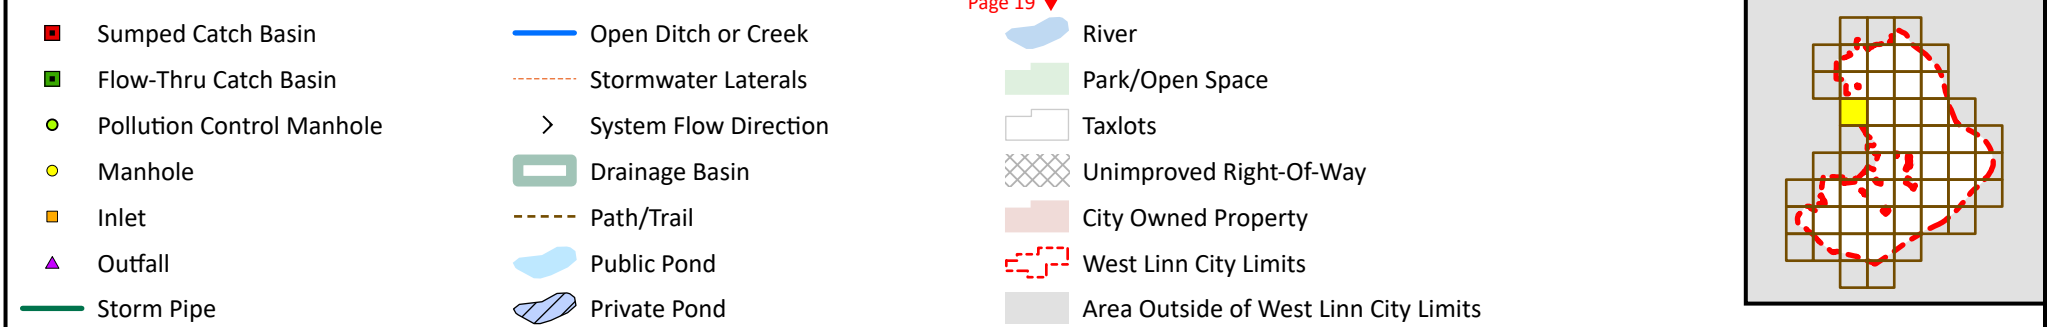 Page 19
Sumped Catch Basin
Flow-Thru Catch Basin
Pollution Control Manhole
Manhole
Inlet
Outfall
Storm Pipe
Open Ditch or Creek
Stormwater Laterals
System Flow Direction
Drainage Basin
Path/Trail
Public Pond
Private Pond
River
Park/Open Space
Taxlots
Unimproved Right-Of-Way
City Owned Property
West Linn City Limits
Area Outside of West Linn City Limits